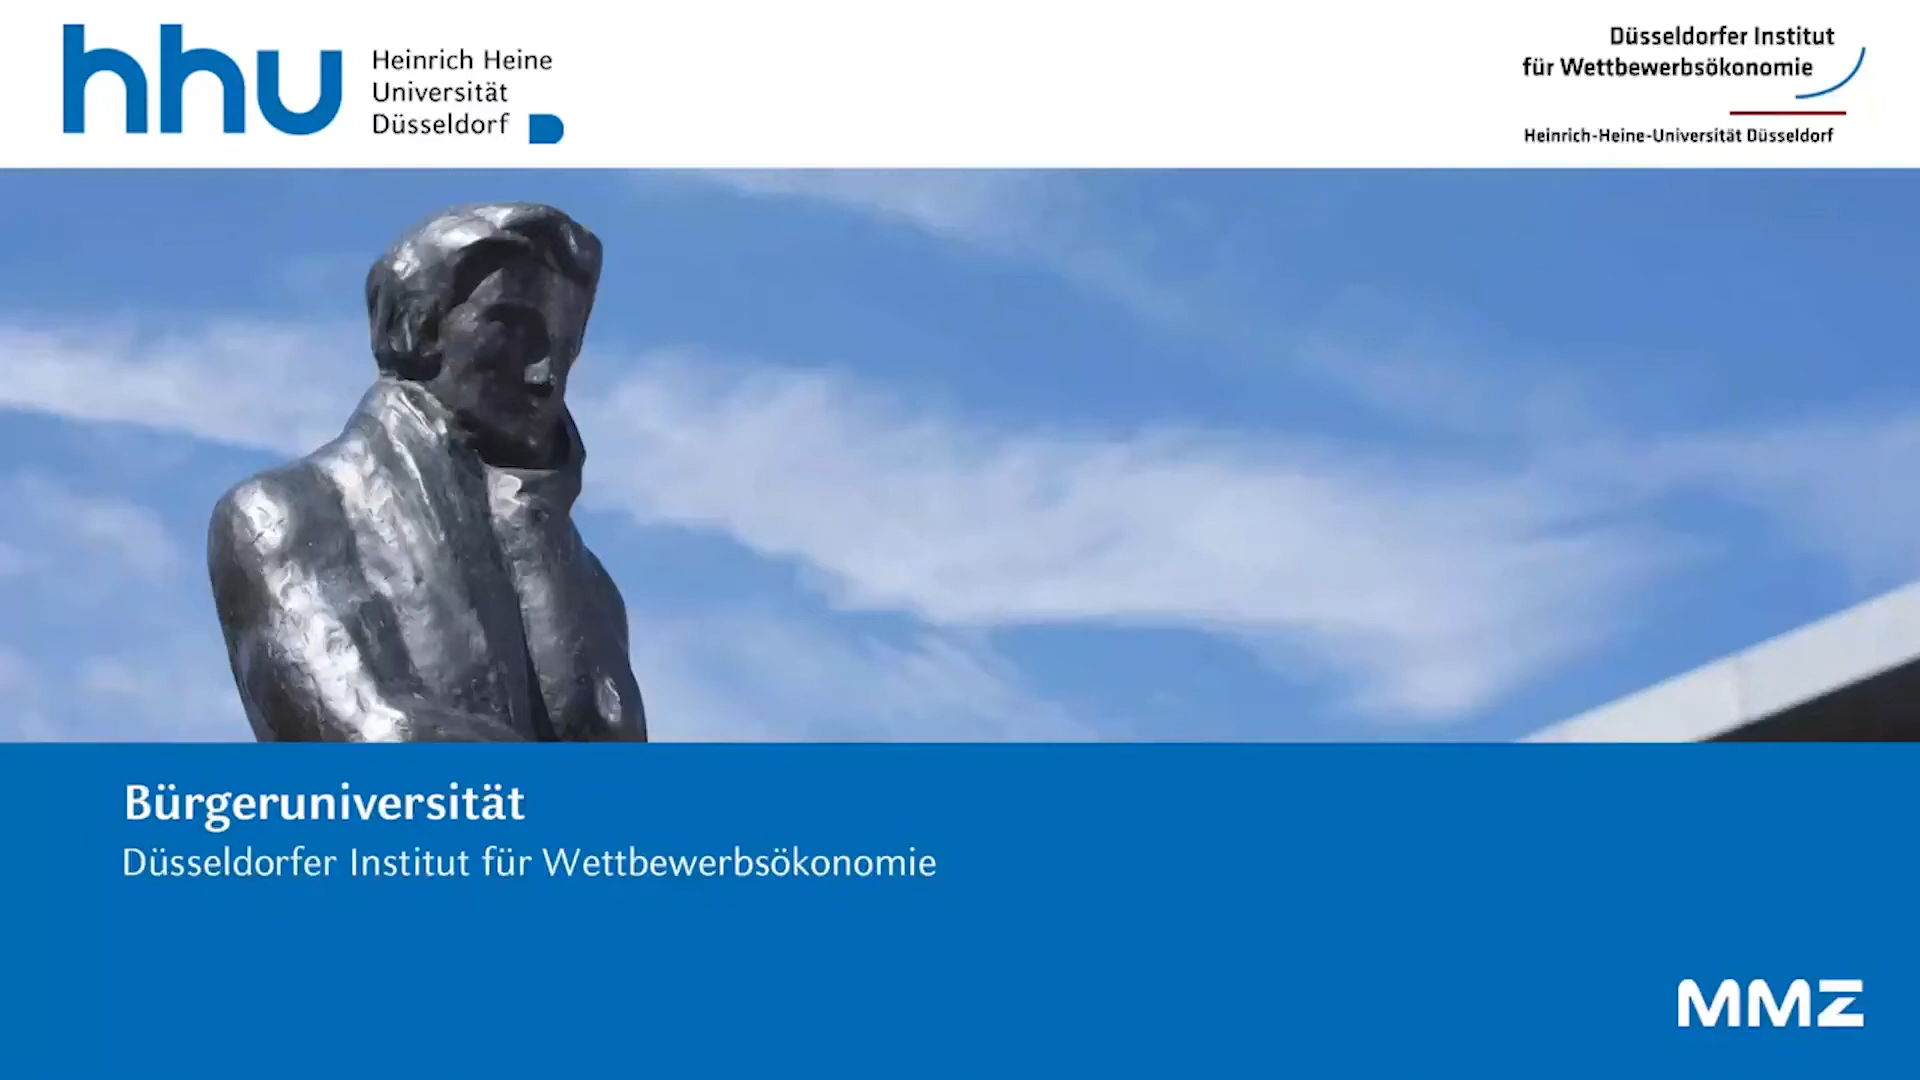 hhu
Heinrich Heine
Universität
Düsseldorf
Düsseldorfer Institut
für Wettbewerbsökonomie
Heinrich-Heine-Universität Düsseldorf
Bürgeruniversität
Düsseldorfer Institut für Wettbewerbsökonomie
MMZ